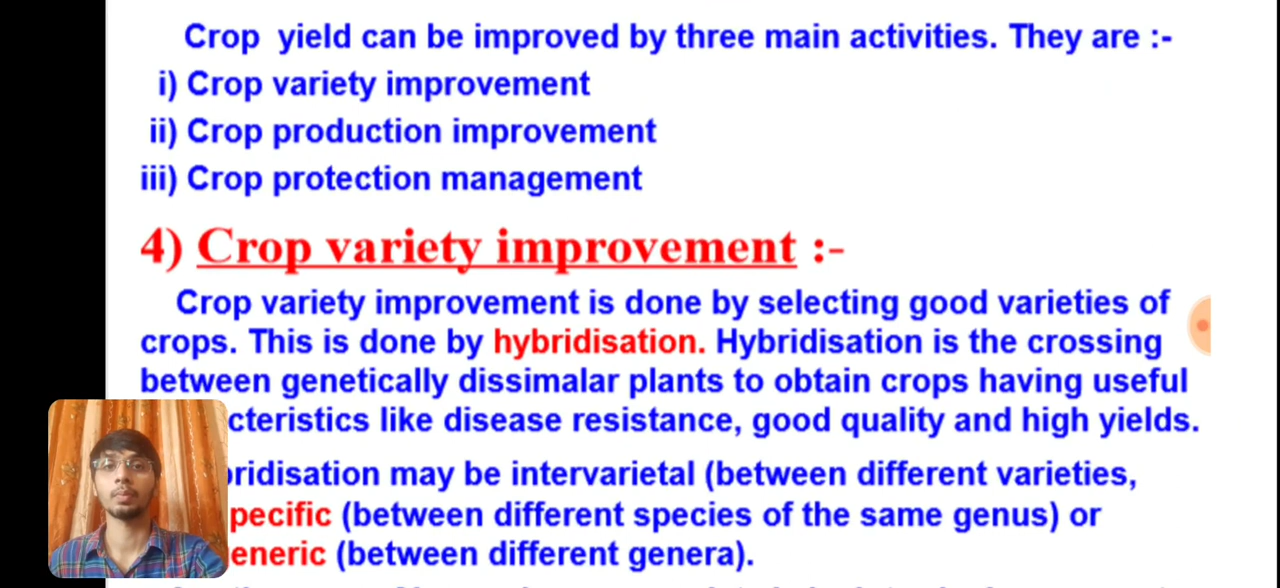 Crop yield can be improved by three main activities. They are :-
i) Crop variety improvement
ii) Crop production improvement
iii) Crop protection management
4) Crop variety improvement :-
Crop variety improvement is done by selecting good varieties of
crops. This is done by hybridisation. Hybridisation is the crossing
between genetically dissimalar plants to obtain crops having useful
cteristics like disease resistance, good quality and high yields.
bridisation may be intervarietal (between different varieties,
pecific (between different species of the same genus) or
eneric (between different genera).